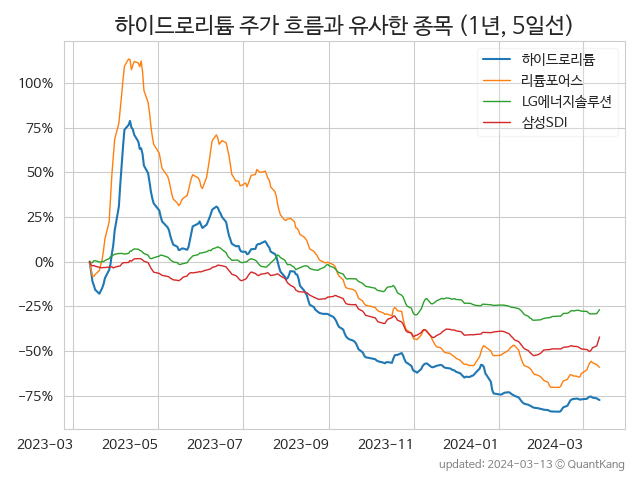 하이드로리튬 주가 흐름과 유사한 종목 (1년, 5일선)
하이드로리튬
리튬포어스
LG에너지솔루션
삼성SDI
100%
75%
50%
25%
0%
−25%
−50%
−75%
2023-03 2023-05 2023-07 2023-09 2023-11 2024-01 2024-03
updated: 2024-03-13 ⓒ QuantKang